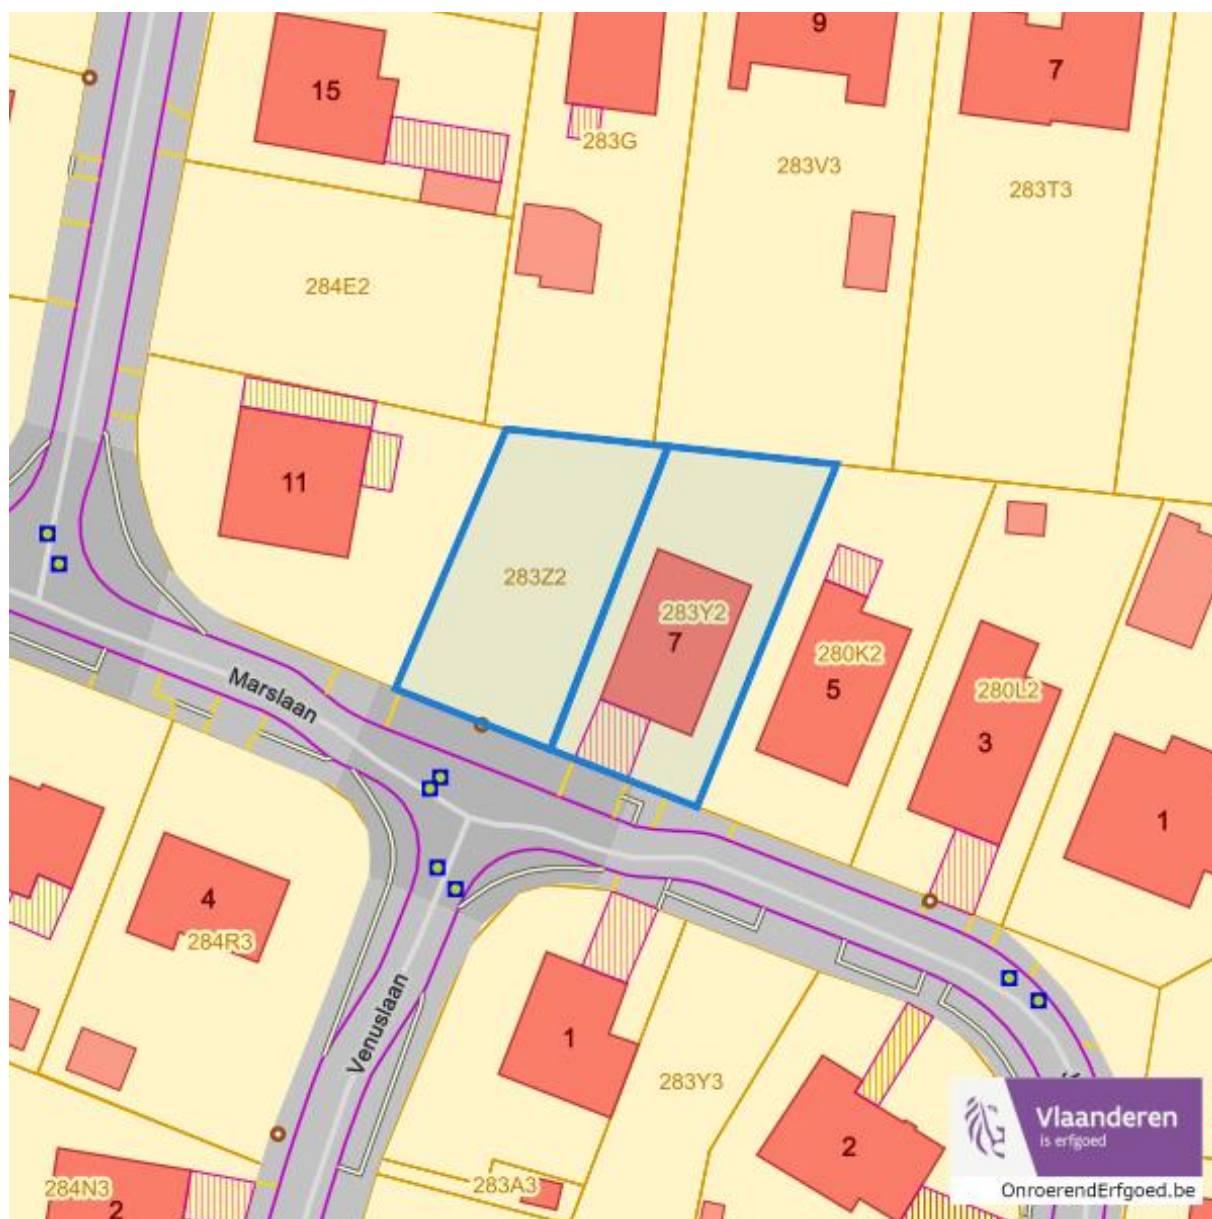 9
7
15
283G
283V3
283T3
284E2
11
283Z2
283Y2
7
280K2
5
280L2
3
Marslaan
1
4
284R3
Venuslaan
1
283Y3
2
284N3
2
283A3
Vlaanderen
is erfgoed
OnroerendErfgoed.be